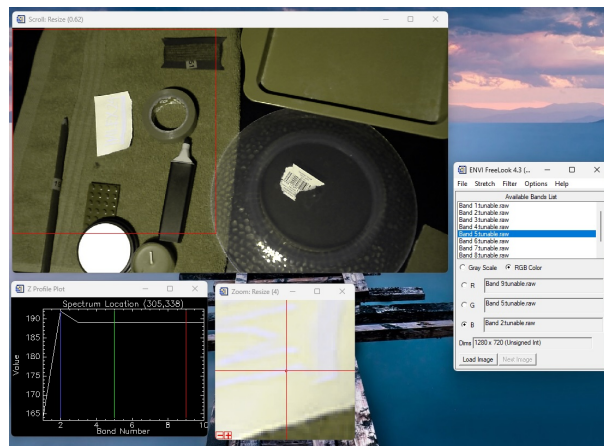 Scroll: Resize (0.62)
ENVI FreeLook 4.3 (...
File Stretch Filter Options Help
Available Bands List
Band 1:tunable.raw
Band 2:tunable.raw
Band 3:tunable.raw
Band 4:tunable.raw
Band 5:tunable.raw
Band 6:tunable.raw
Band 7:tunable.raw
Band 8:tunable.raw
Gray Scale RGB Color
R Band 9:tunable.raw
G Band 5:tunable.raw
B Band 2:tunable.raw
Dims 1280 x 720 (Unsigned Int)
Load Image Next Image
Z Profile Plot
Spectrum Location (305,338)
Value
190
185
180
175
170
165
2 4 6 8 10
Band Number
Zoom: Resize (4)